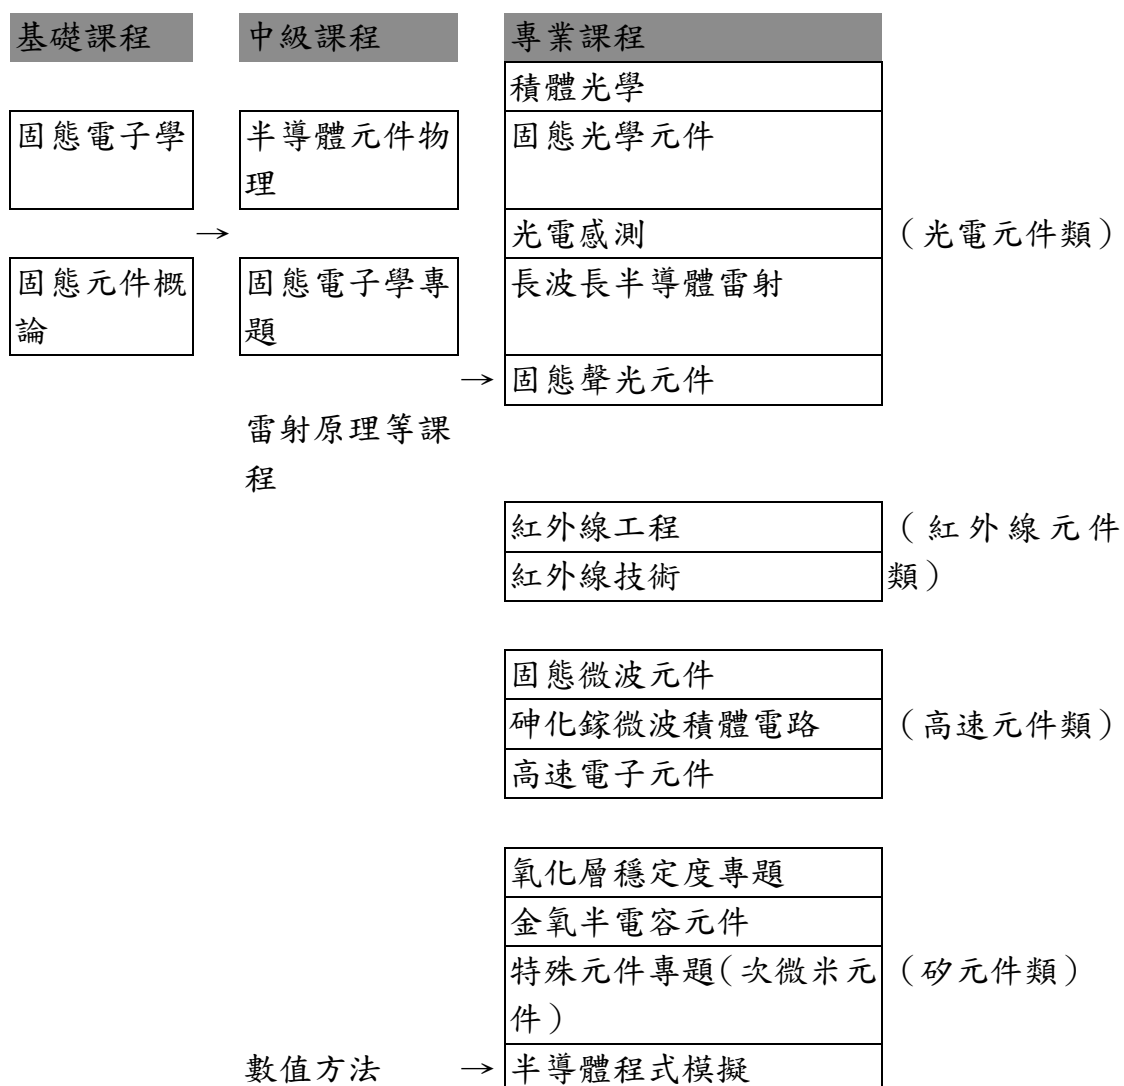 基礎課程 中級課程 專業課程
積體光學
固態電子學 半導體元件物 固態光學元件
理
→ 光電感測 （光電元件類）
固態元件概 固態電子學專 長波長半導體雷射
論 題
→ 固態聲光元件
雷射原理等課
程
紅外線工程 （紅外線元件
紅外線技術 類）
固態微波元件
砷化鎵微波積體電路 （高速元件類）
高速電子元件
氧化層穩定度專題
金氧半電容元件
特殊元件專題（次微米元 （矽元件類）
件）
數值方法 → 半導體程式模擬